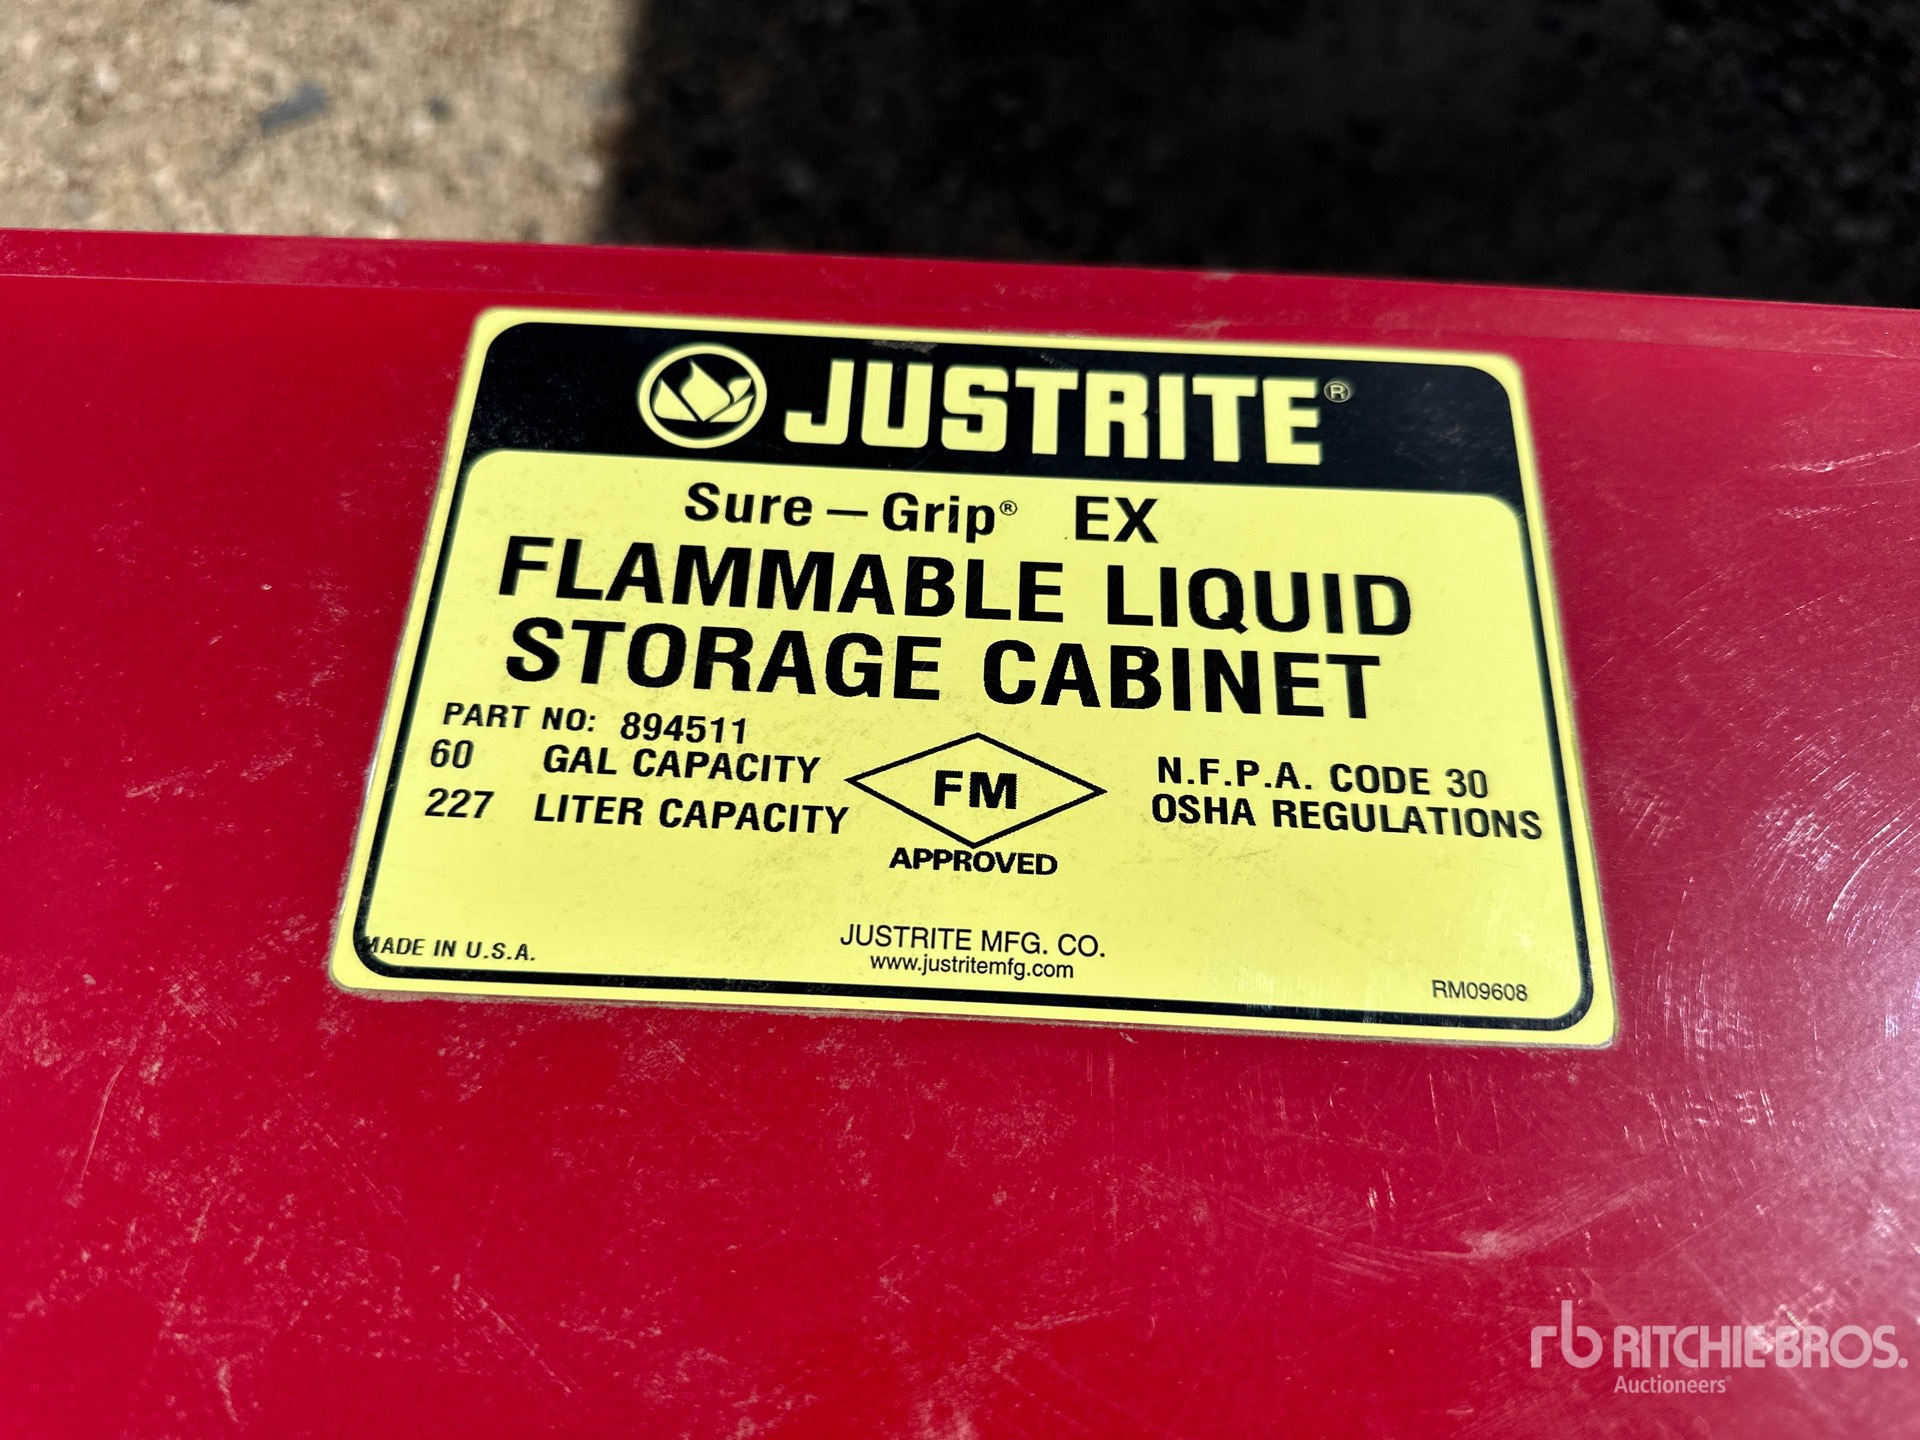 JUSTRITE®
Sure-Grip® EX
FLAMMABLE LIQUID
STORAGE CABINET
PART NO: 894511
60 GAL CAPACITY
227 LITER CAPACITY
FM
APPROVED
N.F.P.A. CODE 30
OSHA REGULATIONS
MADE IN U.S.A.
JUSTRITE MFG. CO.
www.justritemfg.com
RM09608
rb RITCHIE BROS.
Auctioneers